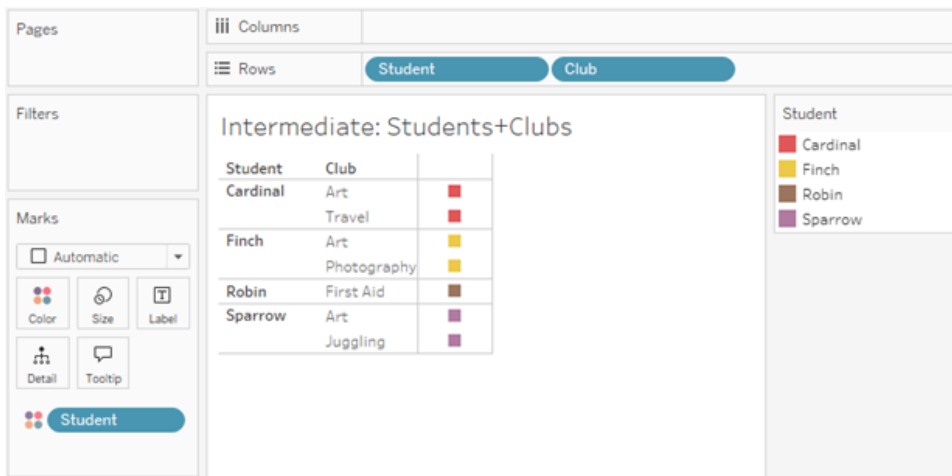 Pages
Columns
Rows Student Club
Filters
Intermediate: Students+Clubs
Student Club
Cardinal Art
Travel
Finch Art
Photography
Robin First Aid
Sparrow Art
Juggling
Marks
Automatic
Color Size Label
Detail Tooltip
Student
Student
Cardinal
Finch
Robin
Sparrow